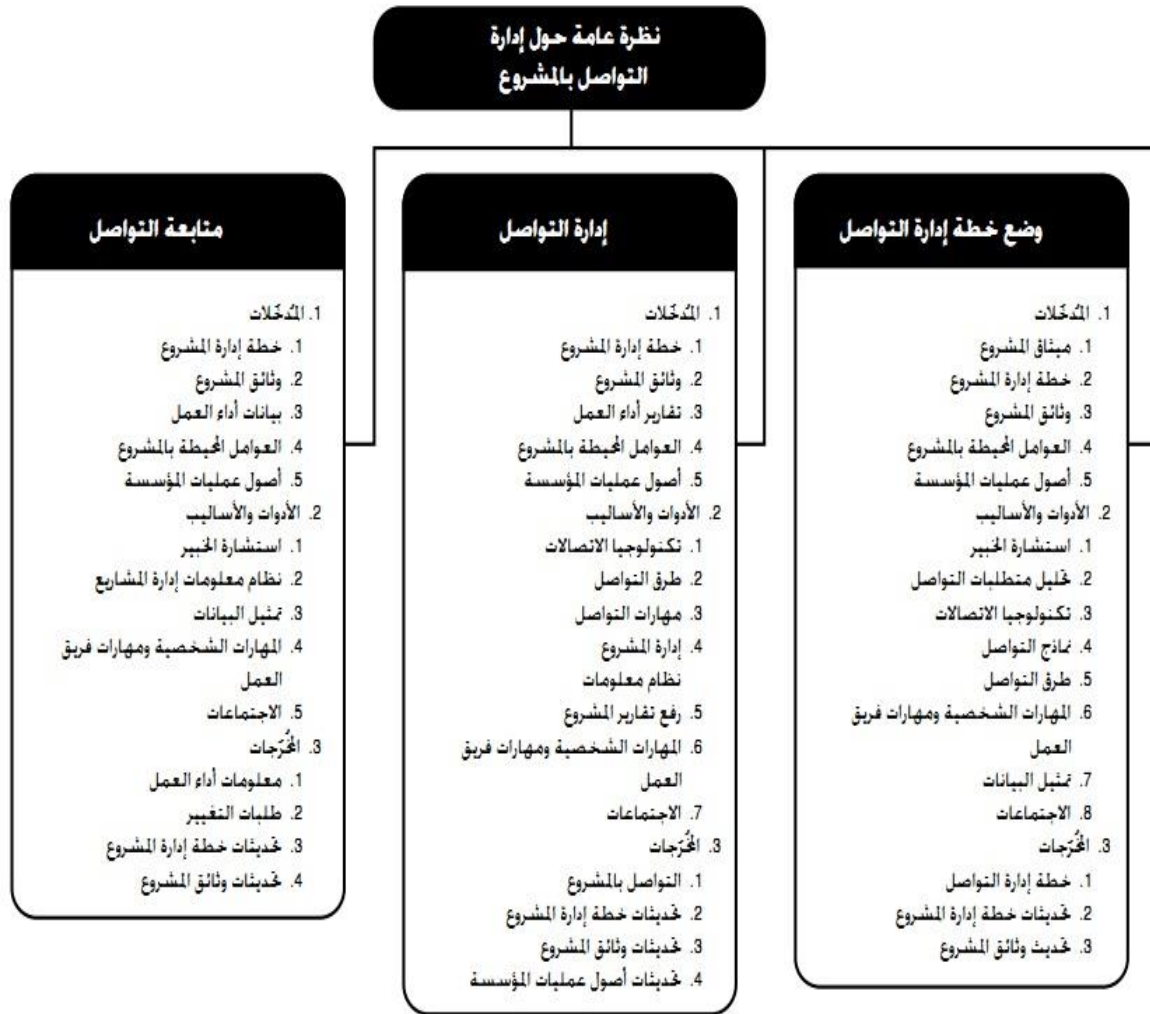 نظرة عامة حول إدارة
التواصل بالمشروع
وضع خطة إدارة التواصل
1. المُدخَلات
1. ميثاق المشروع
2. خطة إدارة المشروع
3. وثائق المشروع
4. العوامل المحيطة بالمشروع
5. أصول عمليات المؤسسة
2. الأدوات والأساليب
1. استشارة الخبير
2. تحليل متطلبات التواصل
3. تكنولوجيا الاتصالات
4. نماذج التواصل
5. طرق التواصل
6. المهارات الشخصية ومهارات فريق
العمل
7. تمثيل البيانات
8. الاجتماعات
3. المُخرَجات
1. خطة إدارة التواصل
2. تحديثات خطة إدارة المشروع
3. تحديث وثائق المشروع
إدارة التواصل
1. المُدخَلات
1. خطة إدارة المشروع
2. وثائق المشروع
3. تقارير أداء العمل
4. العوامل المحيطة بالمشروع
5. أصول عمليات المؤسسة
2. الأدوات والأساليب
1. تكنولوجيا الاتصالات
2. طرق التواصل
3. مهارات التواصل
4. إدارة المشروع
نظام معلومات
5. رفع تقارير المشروع
6. المهارات الشخصية ومهارات فريق
العمل
7. الاجتماعات
3. المُخرَجات
1. التواصل بالمشروع
2. تحديثات خطة إدارة المشروع
3. تحديثات وثائق المشروع
4. تحديثات أصول عمليات المؤسسة
متابعة التواصل
1. المُدخَلات
1. خطة إدارة المشروع
2. وثائق المشروع
3. بيانات أداء العمل
4. العوامل المحيطة بالمشروع
5. أصول عمليات المؤسسة
2. الأدوات والأساليب
1. استشارة الخبير
2. نظام معلومات إدارة المشاريع
3. تمثيل البيانات
4. المهارات الشخصية ومهارات فريق
العمل
5. الاجتماعات
3. المُخرَجات
1. معلومات أداء العمل
2. طلبات التغيير
3. تحديثات خطة إدارة المشروع
4. تحديثات وثائق المشروع